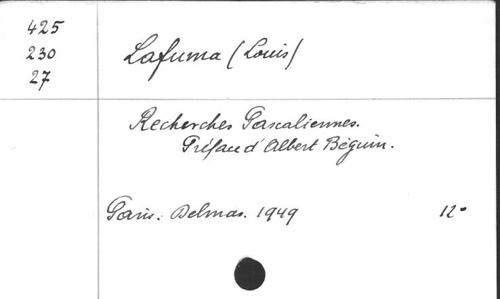 425
230
27
Lafuma (Louis)
Recherches Pascaliennes.
Préface d'Albert Béguin.
Paris. Delmas. 1949 12°